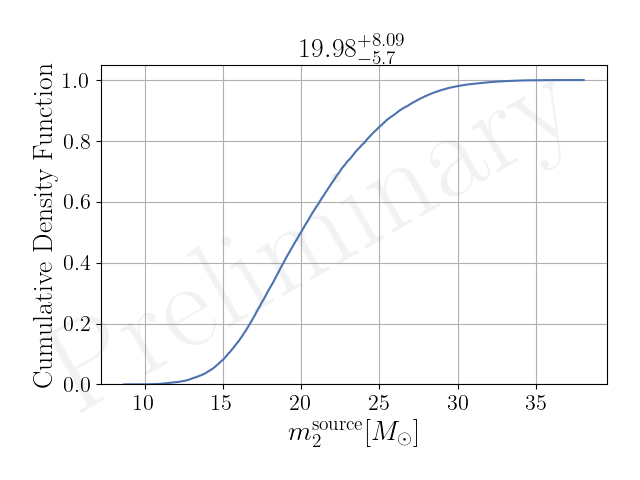 19.98^{+8.09}_{-5.7}
Cumulative Density Function
1.0
0.8
0.6
0.4
0.2
0.0
10 15 20 25 30 35
m_2^{source}[M_⊙]
Preliminary